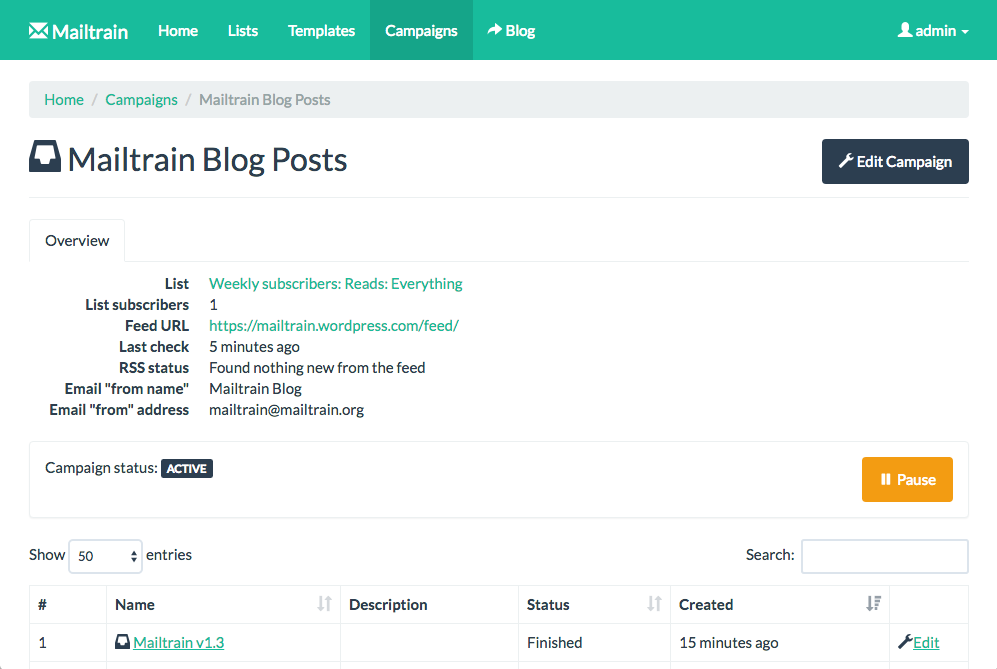 Mailtrain Home Lists Templates Campaigns Blog admin
Home / Campaigns / Mailtrain Blog Posts
Mailtrain Blog Posts Edit Campaign
Overview
List Weekly subscribers: Reads: Everything
List subscribers 1
Feed URL https://mailtrain.wordpress.com/feed/
Last check 5 minutes ago
RSS status Found nothing new from the feed
Email "from name" Mailtrain Blog
Email "from" address mailtrain@mailtrain.org
Campaign status: ACTIVE Pause
Show 50 entries Search:
# Name Description Status Created
1 Mailtrain v1.3 Finished 15 minutes ago Edit